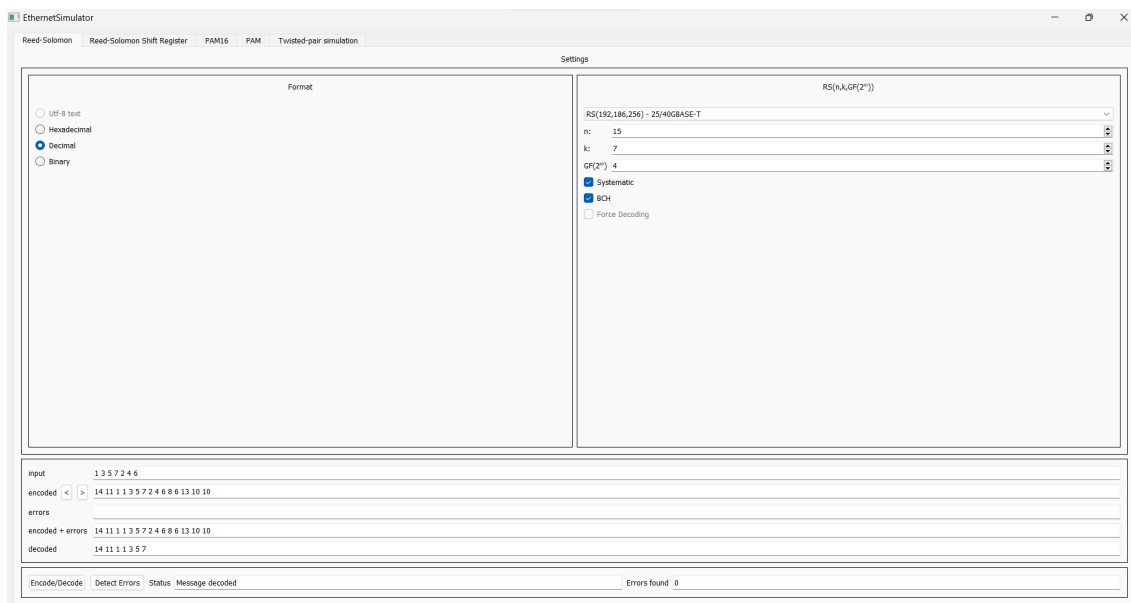 EthernetSimulator
Reed-Solomon Reed-Solomon Shift Register PAM16 PAM Twisted-pair simulation
Settings
Format
Utf-8 text
Hexadecimal
Decimal
Binary
RS(n,k,GF(2ᵐ))
RS(192,186,256) - 25/40GBASE-T
n: 15
k: 7
GF(2ᵐ) 4
Systematic
BCH
Force Decoding
input 1 3 5 7 2 4 6
encoded < > 14 11 1 1 3 5 7 2 4 6 8 6 13 10 10
errors
encoded + errors 14 11 1 1 3 5 7 2 4 6 8 6 13 10 10
decoded 14 11 1 1 3 5 7
Encode/Decode Detect Errors Status Message decoded Errors found 0